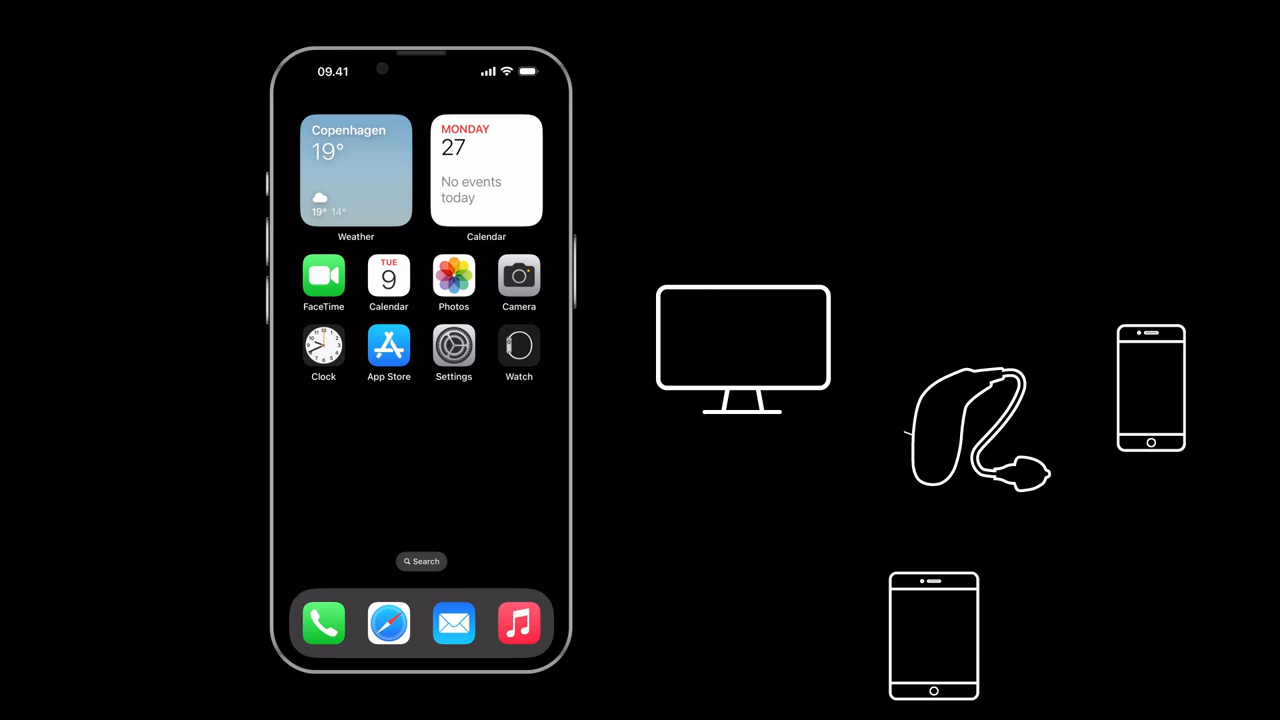 09.41
Copenhagen
19°
19° 14°
Weather
MONDAY
27
No events
today
Calendar
FaceTime
TUE
9
Calendar
Photos
Camera
Clock
App Store
Settings
Watch
Search